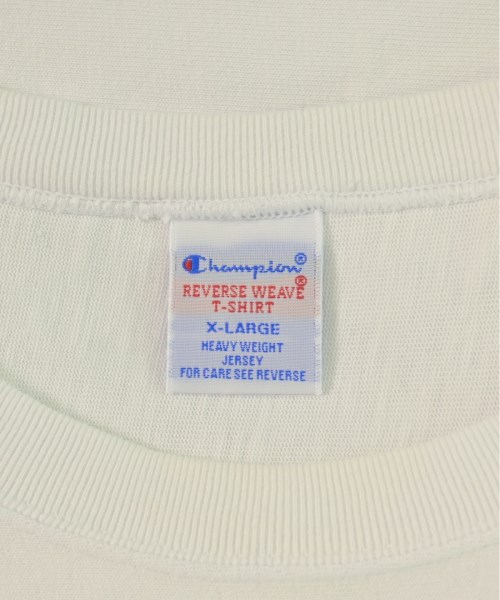 Champion®
REVERSE WEAVE®
T-SHIRT
X-LARGE
HEAVY WEIGHT
JERSEY
FOR CARE SEE REVERSE